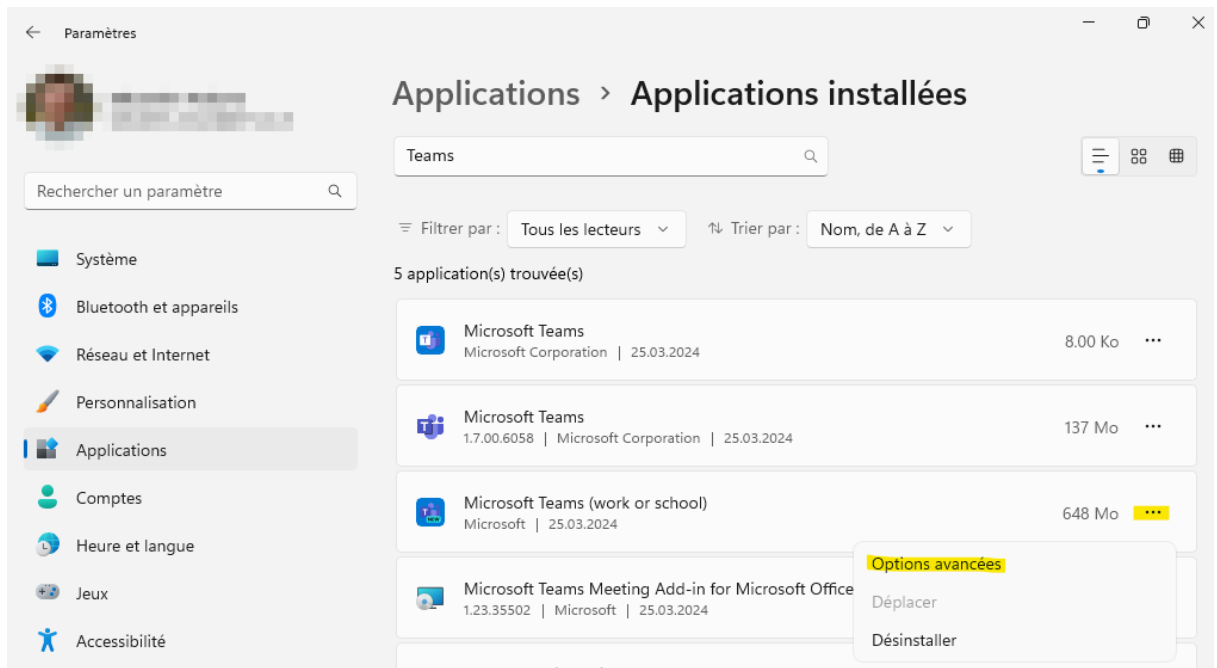 Paramètres
Rechercher un paramètre
Système
Bluetooth et appareils
Réseau et Internet
Personnalisation
Applications
Comptes
Heure et langue
Jeux
Accessibilité
Applications > Applications installées
Teams
Filtrer par : Tous les lecteurs Trier par : Nom, de A à Z
5 application(s) trouvée(s)
Microsoft Teams
Microsoft Corporation | 25.03.2024
8.00 Ko
Microsoft Teams
1.7.00.6058 | Microsoft Corporation | 25.03.2024
137 Mo
Microsoft Teams (work or school)
Microsoft | 25.03.2024
648 Mo
Microsoft Teams Meeting Add-in for Microsoft Office
1.23.35502 | Microsoft | 25.03.2024
Options avancées
Déplacer
Désinstaller